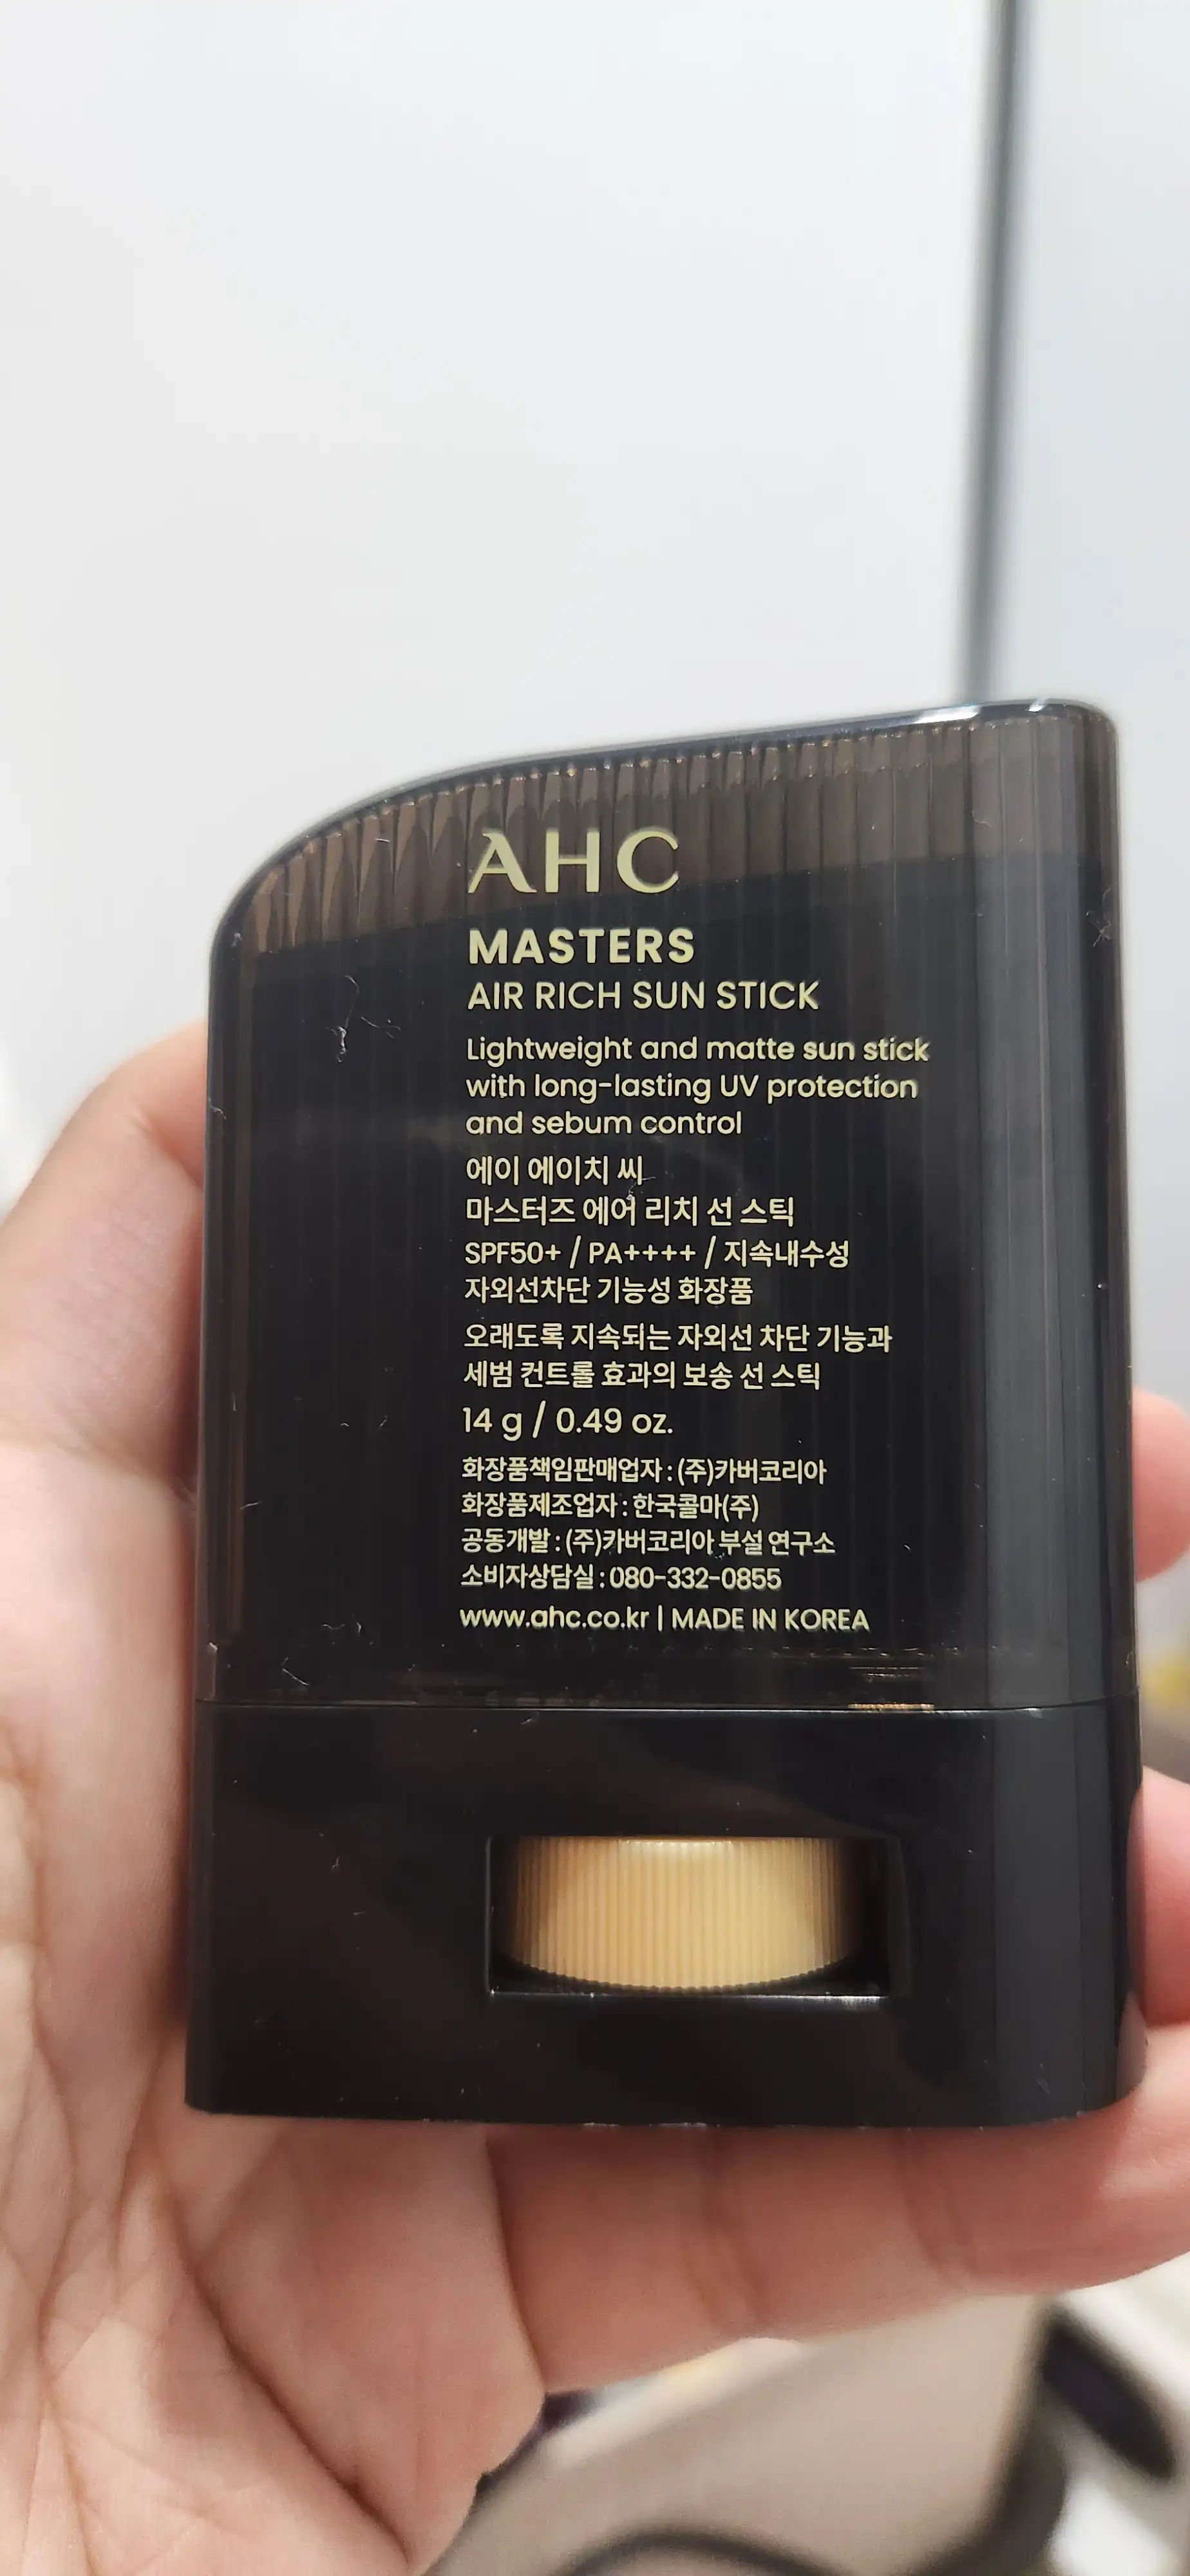 AHC
MASTERS
AIR RICH SUN STICK
Lightweight and matte sun stick
with long-lasting UV protection
and sebum control
에이 에이치 씨
마스터즈 에어 리치 선 스틱
SPF50+ / PA++++ / 지속내수성
자외선차단 기능성 화장품
오래도록 지속되는 자외선 차단 기능과
세범 컨트롤 효과의 보송 선 스틱
14 g / 0.49 oz.
화장품책임판매업자 : (주)카버코리아
화장품제조업자 : 한국콜마(주)
공동개발 : (주)카버코리아 부설 연구소
소비자상담실 : 080-332-0855
www.ahc.co.kr | MADE IN KOREA